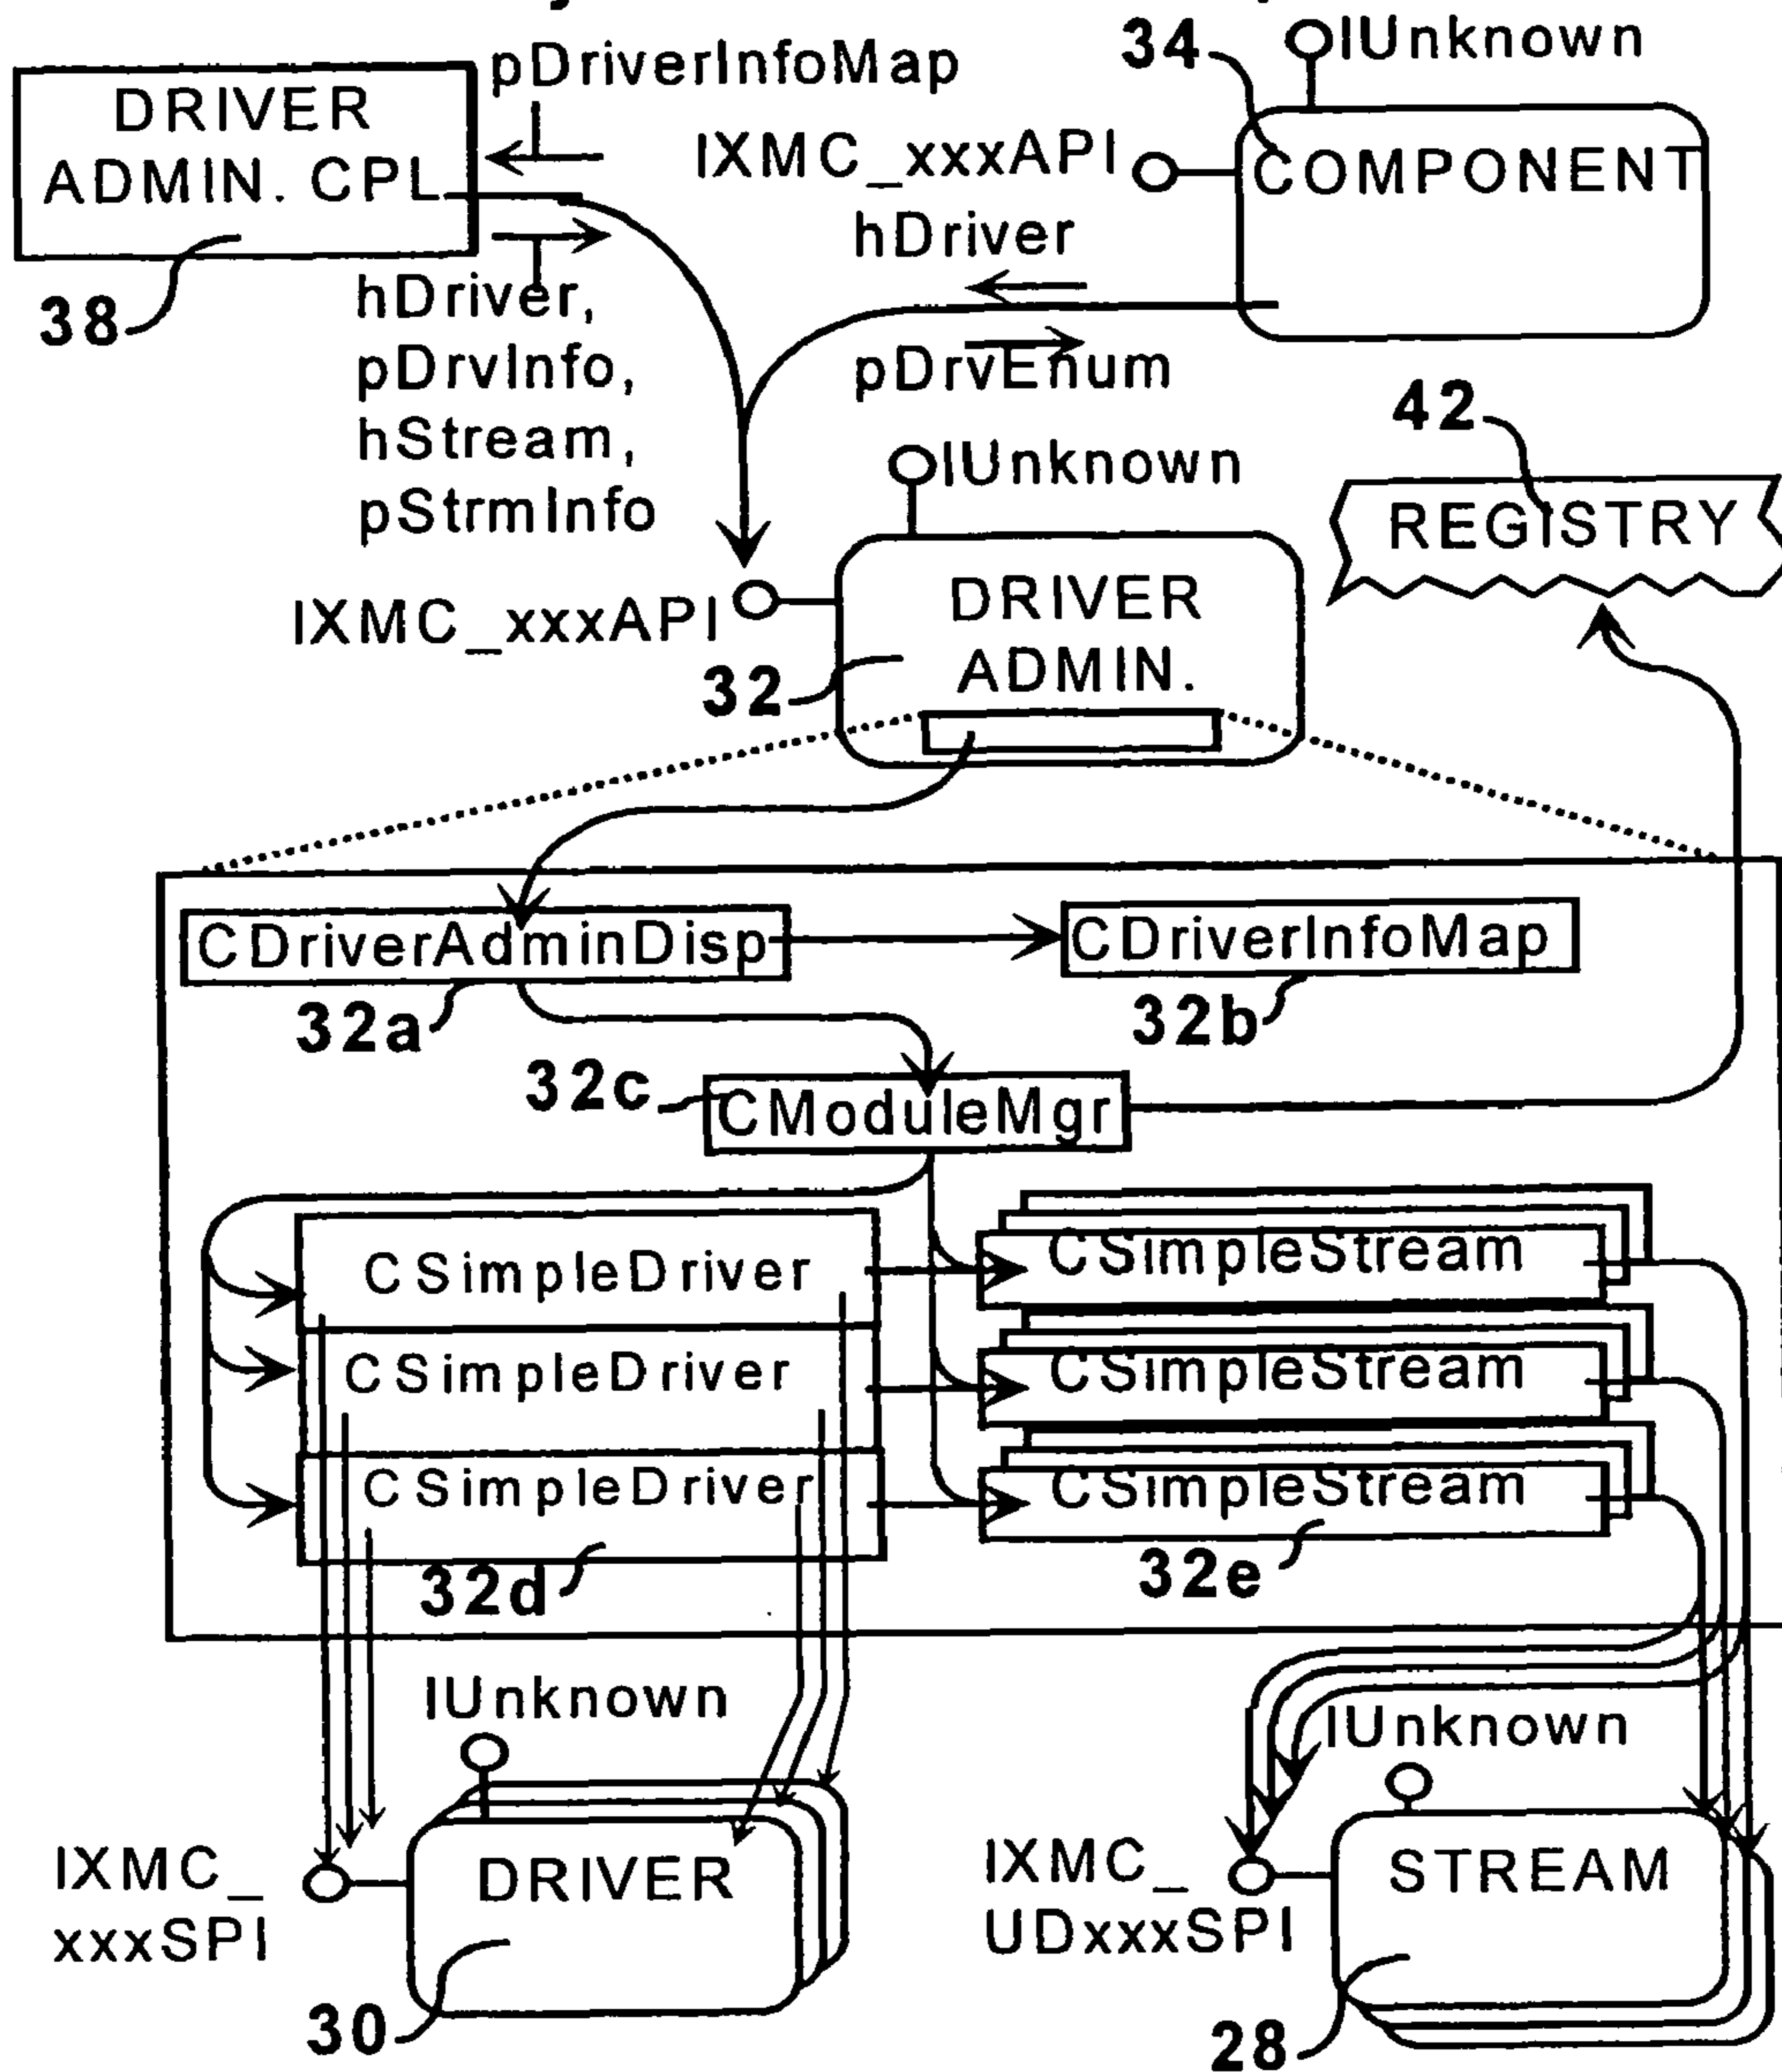 pDriverInfoMap
34
IUnknown
DRIVER
ADMIN. CPL
IXMC_xxxAPI
COMPONENT
hDriver
38
hDriver,
pDrvInfo,
hStream,
pStrmInfo
pDrvEnum
42
IUnknown
REGISTRY
IXMC_xxxAPI
DRIVER
ADMIN.
32
CDriverAdminDisp
CDriverInfoMap
32a
32b
32c
CModuleMgr
CSimpleDriver
CSimpleStream
CSimpleDriver
CSimpleStream
CSimpleDriver
CSimpleStream
32d
32e
IUnknown
IUnknown
IXMC_
xxxSPI
DRIVER
IXMC_
UDxxxSPI
STREAM
30
28